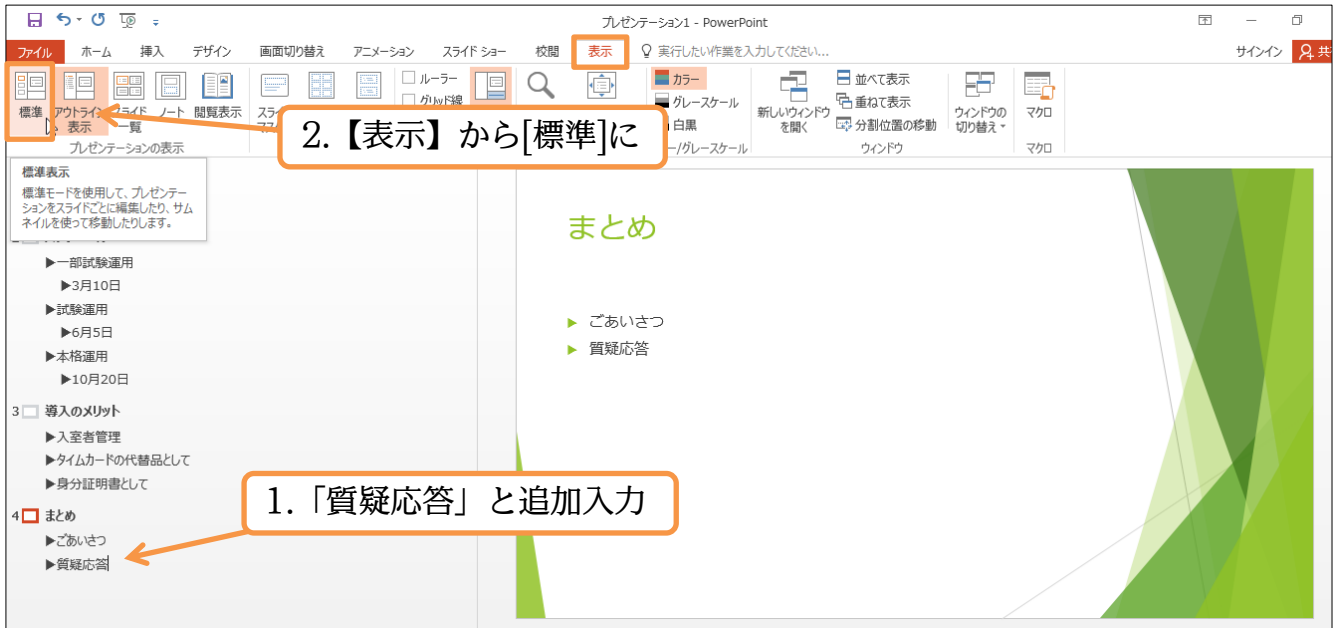 プレゼンテーション1 - PowerPoint
ファイル ホーム 挿入 デザイン 画面切り替え アニメーション スライド ショー 校閲 表示 実行したい作業を入力してください... サインイン 共
標準 アウトライン 表示 スライド 一覧 ノート 閲覧表示
プレゼンテーションの表示
ルーラー
グリッド線
カラー
グレースケール
白黒
/グレースケール
新しいウィンドウ
を開く
並べて表示
重ねて表示
分割位置の移動
ウィンドウの
切り替え
ウィンドウ
マクロ
マクロ
2.【表示】から[標準]に
標準表示
標準モードを使用して、プレゼンテー
ションをスライドごとに編集したり、サム
ネイルを使って移動したりします。
▶一部試験運用
▶3月10日
▶試験運用
▶6月5日
▶本格運用
▶10月20日
3 導入のメリット
▶入室者管理
▶タイムカードの代替品として
▶身分証明書として
4 まとめ
▶ごあいさつ
▶質疑応答
1.「質疑応答」と追加入力
まとめ
▶ ごあいさつ
▶ 質疑応答